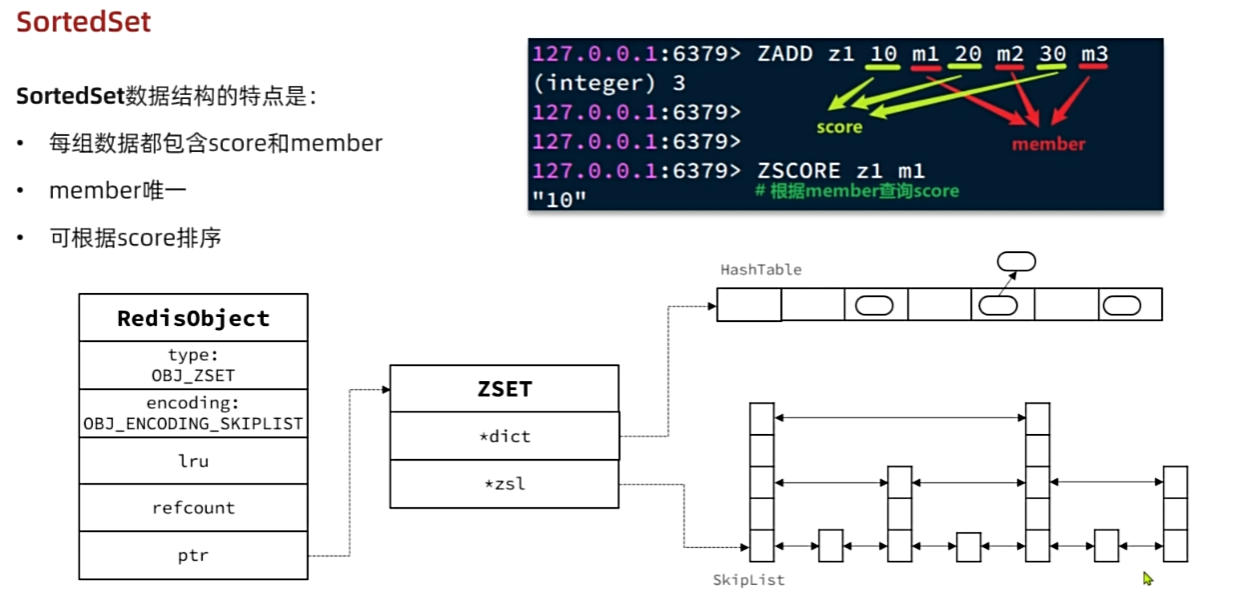 SortedSet
SortedSet数据结构的特点是：
• 每组数据都包含score和member
• member唯一
• 可根据score排序
127.0.0.1:6379> ZADD z1 10 m1 20 m2 30 m3
(integer) 3
127.0.0.1:6379>
score
127.0.0.1:6379>
member
127.0.0.1:6379> ZSCORE z1 m1
"10"
# 根据member查询score
RedisObject
type:
OBJ_ZSET
encoding:
OBJ_ENCODING_SKIPLIST
lru
refcount
ptr
ZSET
*dict
*zsl
HashTable
SkipList